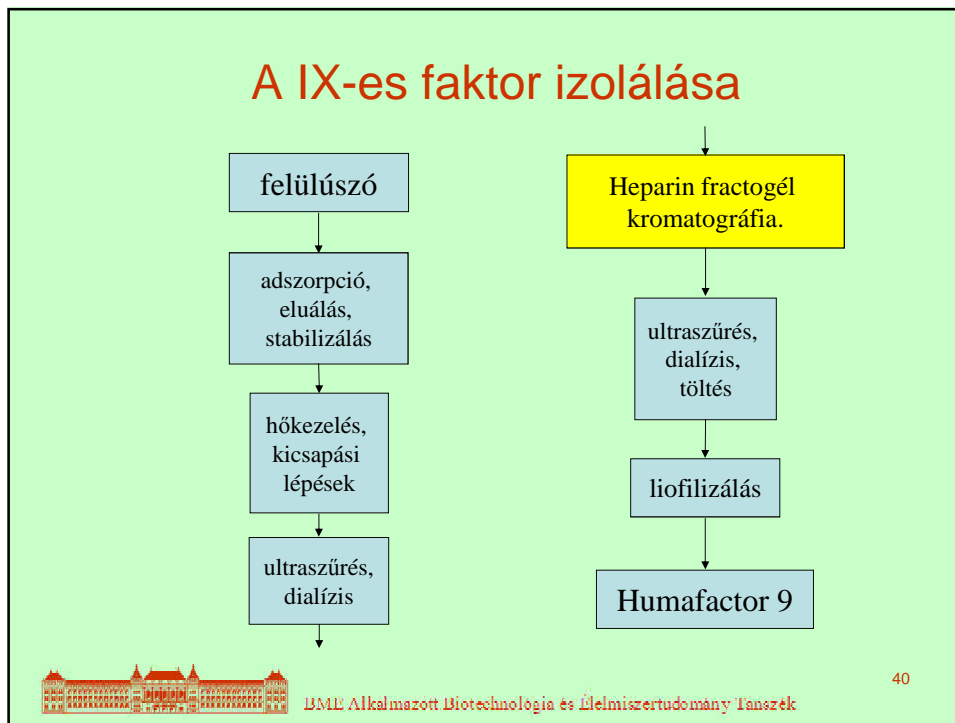 A IX-es faktor izolálása
felülúszó
adszorpció,
eluálás,
stabilizálás
hőkezelés,
kicsapási
lépések
ultraszűrés,
dialízis
Heparin fractogél
kromatográfia.
ultraszűrés,
dialízis,
töltés
liofilizálás
Humafactor 9
BME Alkalmazott Biotechnológia és Élelmiszertudomány Tanszék
40